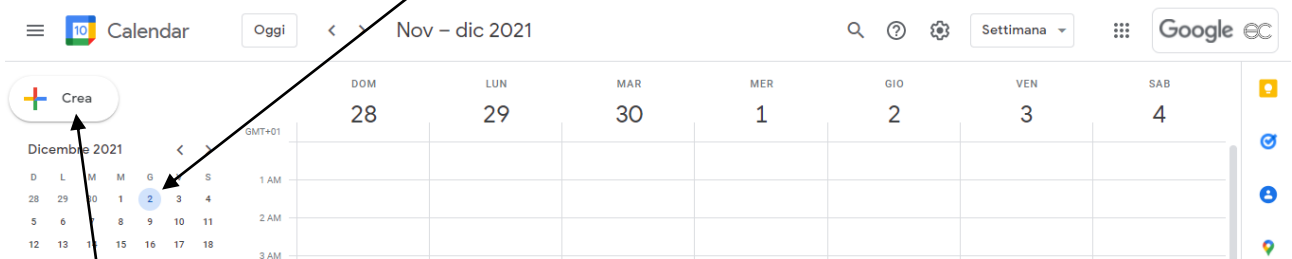 10 Calendar Oggi Nov – dic 2021 Settimana Google ec
Crea
DOM LUN MAR MER GIO VEN SAB
28 29 30 1 2 3 4
GMT+01
Dicembre 2021
D L M M G S
28 29 30 1 2 3 4
1 AM
5 6 7 8 9 10 11
2 AM
12 13 14 15 16 17 18
3 AM